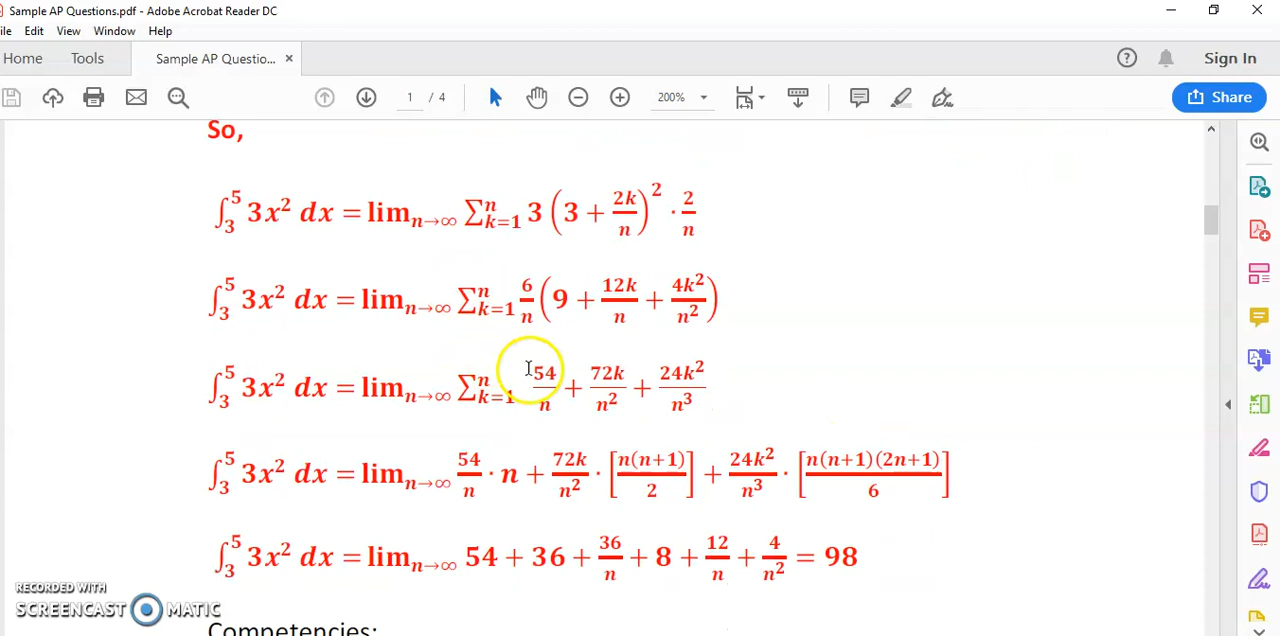 Sample AP Questions.pdf - Adobe Acrobat Reader DC
ile Edit View Window Help
Home Tools Sample AP Questio... × Sign In
1 / 4 200% Share
So,
∫₃⁵ 3x² dx = lim_{n→∞} ∑_{k=1}^{n} 3 (3 + 2k/n)² · 2/n
∫₃⁵ 3x² dx = lim_{n→∞} ∑_{k=1}^{n} 6/n (9 + 12k/n + 4k²/n²)
∫₃⁵ 3x² dx = lim_{n→∞} ∑_{k=1}^{n} 54/n + 72k/n² + 24k²/n³
∫₃⁵ 3x² dx = lim_{n→∞} 54/n · n + 72k/n² · [n(n+1)/2] + 24k²/n³ · [n(n+1)(2n+1)/6]
∫₃⁵ 3x² dx = lim_{n→∞} 54 + 36 + 36/n + 8 + 12/n + 4/n² = 98
RECORDED WITH
SCREENCAST MATIC
Competencies: